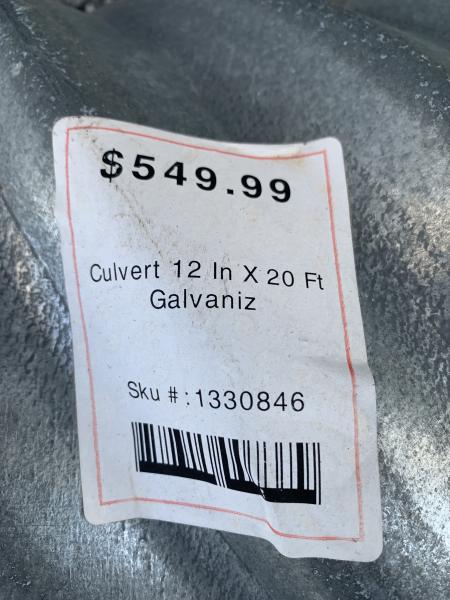 $549.99
Culvert 12 In X 20 Ft
Galvaniz
Sku # : 1330846